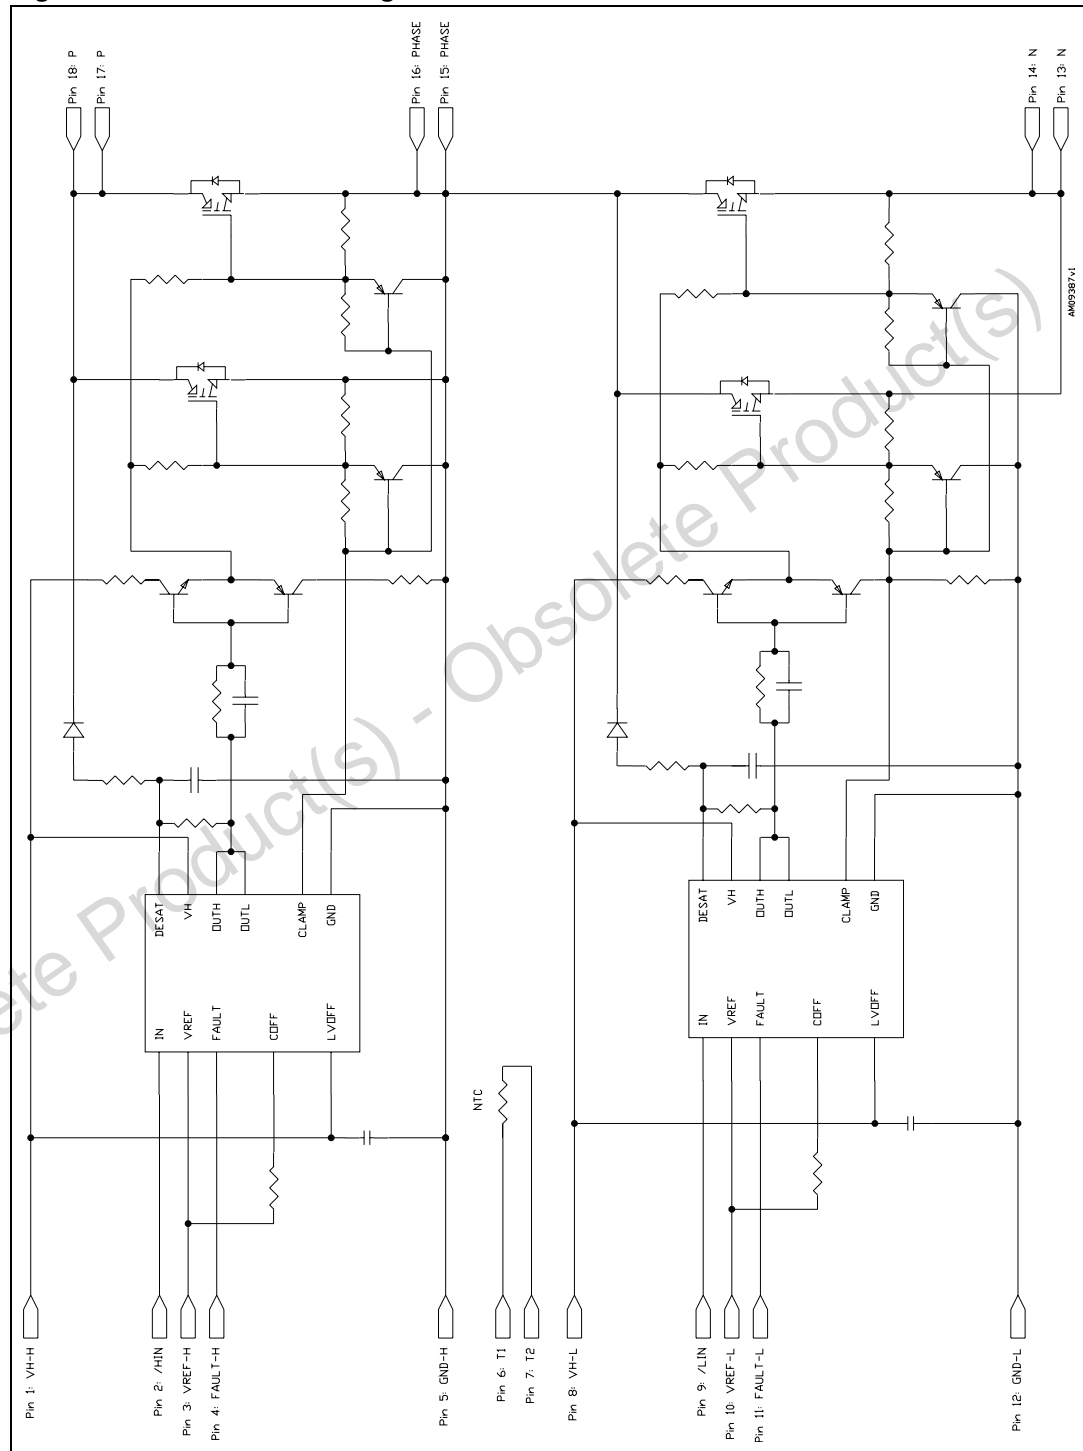 Pin 18: P
Pin 17: P
Pin 16: PHASE
Pin 15: PHASE
Pin 14: N
Pin 13: N
AM09387v1
DESAT
VH
OUTH
OUTL
CLAMP
GND
IN
VREF
FAULT
COFF
LVOFF
DESAT
VH
OUTH
OUTL
CLAMP
GND
IN
VREF
FAULT
COFF
LVOFF
NTC
Pin 1: VH-H
Pin 2: /HIN
Pin 3: VREF-H
Pin 4: FAULT-H
Pin 5: GND-H
Pin 6: T1
Pin 7: T2
Pin 8: VH-L
Pin 9: /LIN
Pin 10: VREF-L
Pin 11: FAULT-L
Pin 12: GND-L
ete Product(s) - Obsolete Product(s)